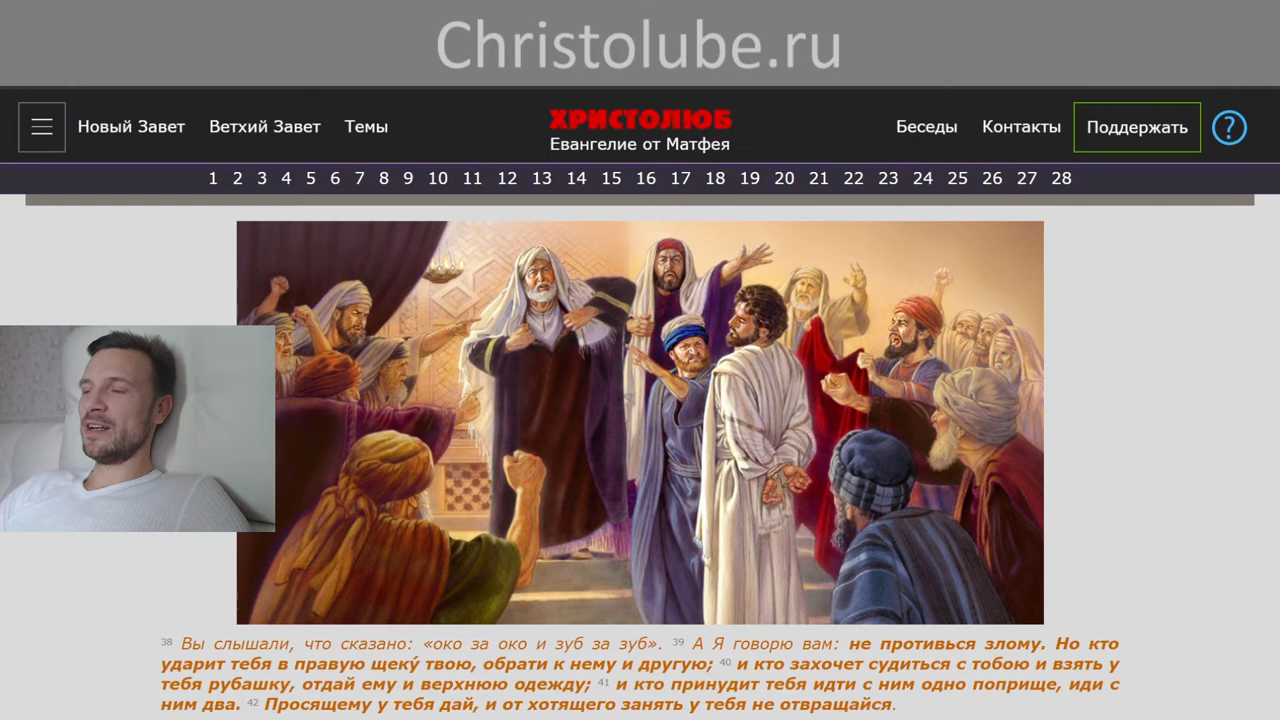 Christolube.ru
Новый Завет Ветхий Завет Темы ХРИСТОЛЮБ Беседы Контакты Поддержать ?
Евангелие от Матфея
1 2 3 4 5 6 7 8 9 10 11 12 13 14 15 16 17 18 19 20 21 22 23 24 25 26 27 28
38 Вы слышали, что сказано: «око за око и зуб за зуб». 39 А Я говорю вам: не противься злому. Но кто
ударит тебя в правую щеку́ твою, обрати к нему и другую; 40 и кто захочет судиться с тобою и взять у
тебя рубашку, отдай ему и верхнюю одежду; 41 и кто принудит тебя идти с ним одно поприще, иди с
ним два. 42 Просящему у тебя дай, и от хотящего занять у тебя не отвращайся.